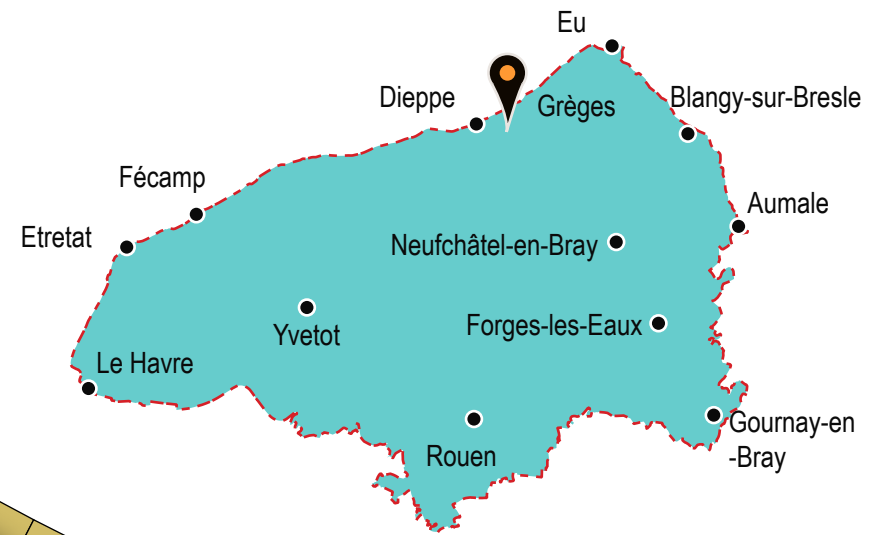 Eu
Dieppe
Grèges
Blangy-sur-Bresle
Fécamp
Aumale
Etretat
Neufchâtel-en-Bray
Yvetot
Forges-les-Eaux
Le Havre
Gournay-en
-Bray
Rouen